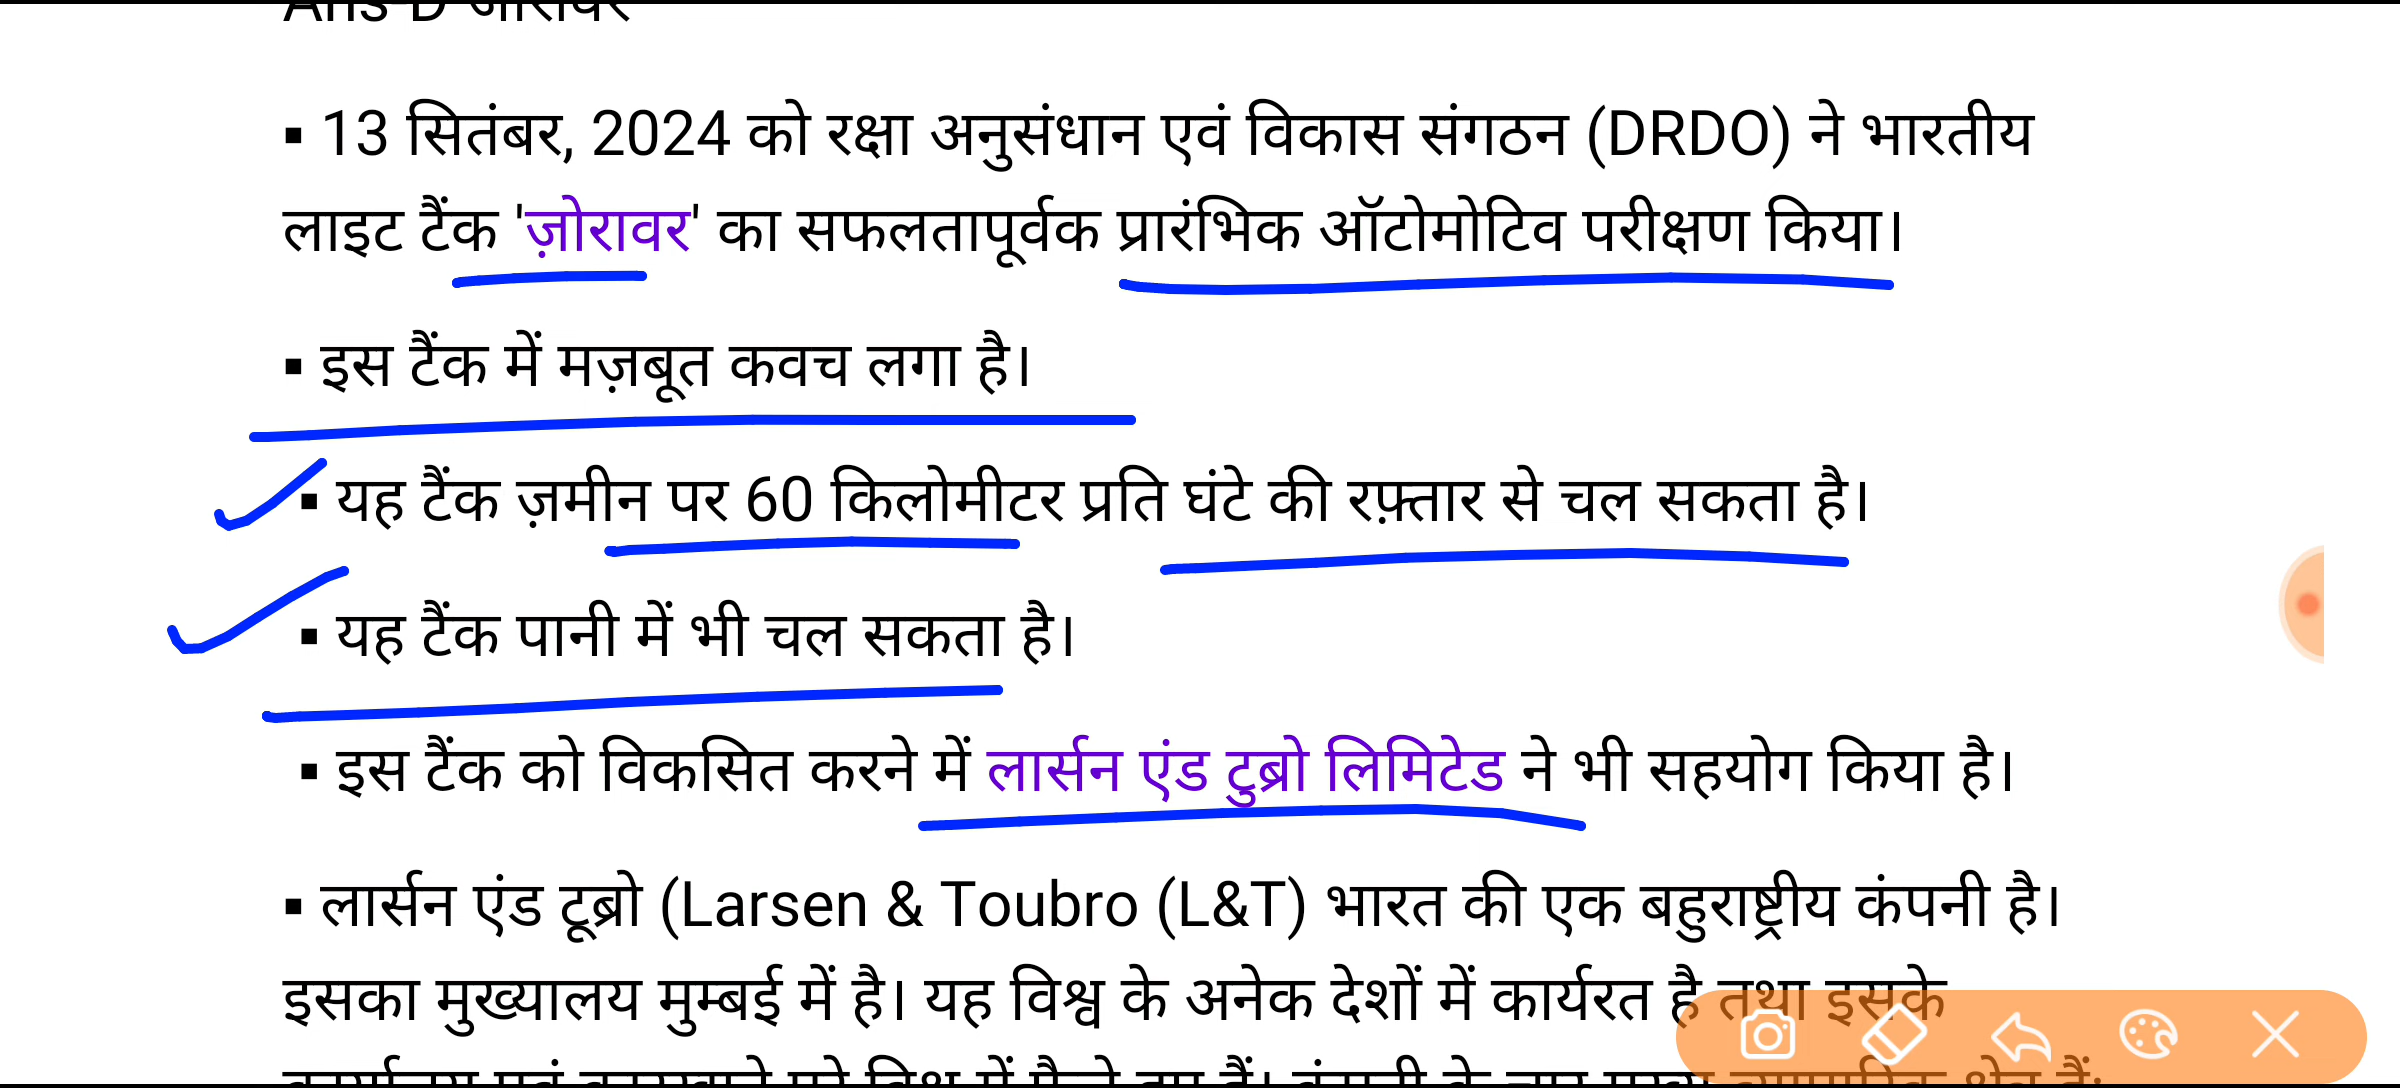 Ans D जोरावर
▪ 13 सितंबर, 2024 को रक्षा अनुसंधान एवं विकास संगठन (DRDO) ने भारतीय
लाइट टैंक 'ज़ोरावर' का सफलतापूर्वक प्रारंभिक ऑटोमोटिव परीक्षण किया।
▪ इस टैंक में मज़बूत कवच लगा है।
▪ यह टैंक ज़मीन पर 60 किलोमीटर प्रति घंटे की रफ़्तार से चल सकता है।
▪ यह टैंक पानी में भी चल सकता है।
▪ इस टैंक को विकसित करने में लार्सन एंड टुब्रो लिमिटेड ने भी सहयोग किया है।
▪ लार्सन एंड टूब्रो (Larsen & Toubro (L&T) भारत की एक बहुराष्ट्रीय कंपनी है।
इसका मुख्यालय मुम्बई में है। यह विश्व के अनेक देशों में कार्यरत है तथा इसके